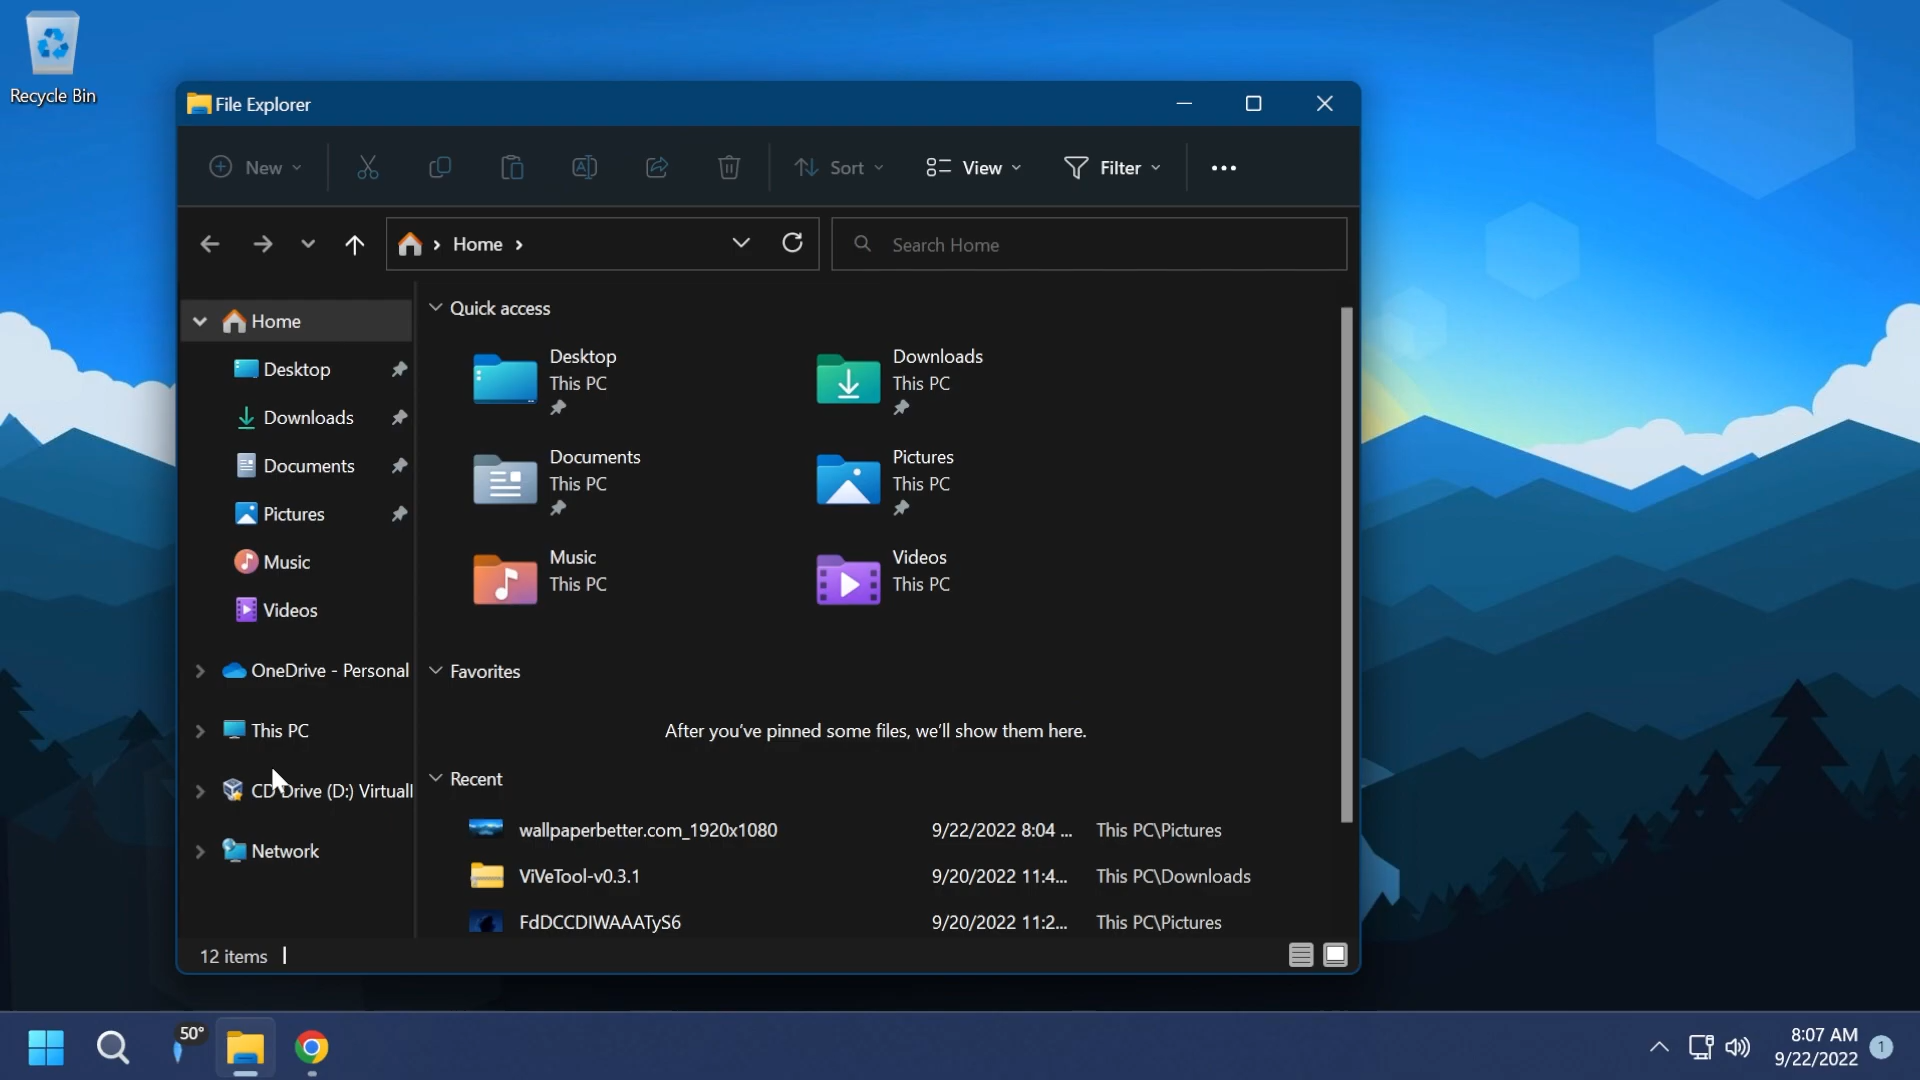 Recycle Bin
File Explorer
New
Sort
View
Filter
Home
Search Home
Home
Desktop
Downloads
Documents
Pictures
Music
Videos
OneDrive - Personal
This PC
CD Drive (D:) Virtuall
Network
Quick access
Desktop
This PC
Downloads
This PC
Documents
This PC
Pictures
This PC
Music
This PC
Videos
This PC
Favorites
After you've pinned some files, we'll show them here.
Recent
wallpaperbetter.com_1920x1080 9/22/2022 8:04 ... This PC\Pictures
ViVeTool-v0.3.1 9/20/2022 11:4... This PC\Downloads
FdDCCDIWAAATyS6 9/20/2022 11:2... This PC\Pictures
12 items
50°
8:07 AM
9/22/2022
1